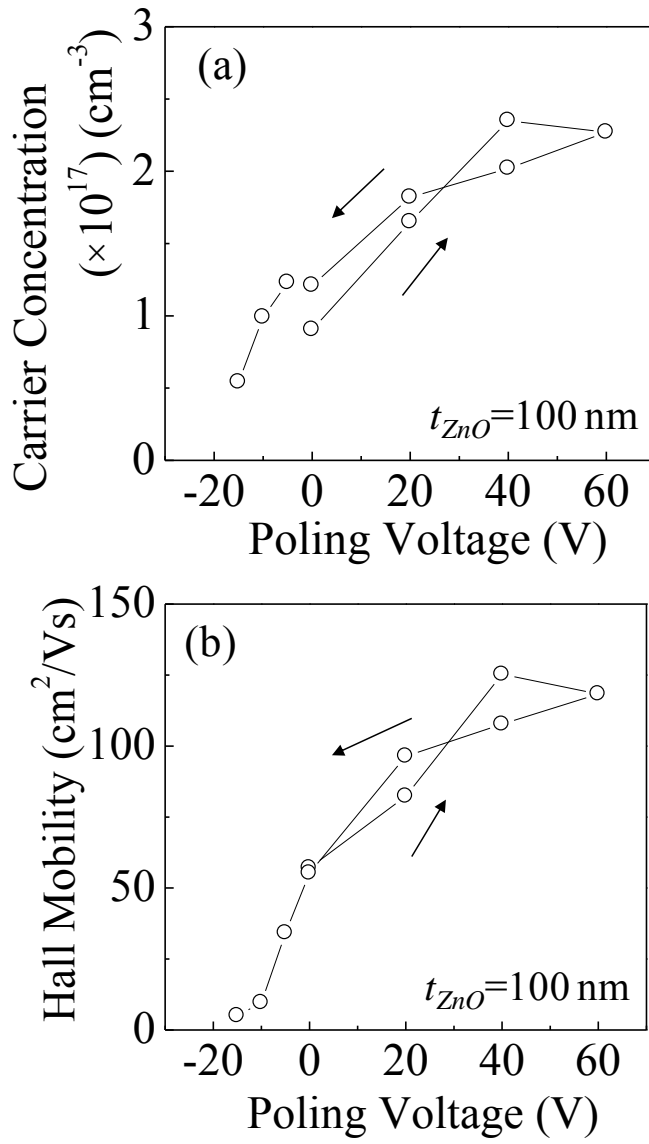 (a)
Carrier Concentration
(×10^17) (cm^-3)
3
2
1
0
t_ZnO=100 nm
-20 0 20 40 60
Poling Voltage (V)
(b)
Hall Mobility (cm^2/Vs)
150
100
50
0
t_ZnO=100 nm
-20 0 20 40 60
Poling Voltage (V)